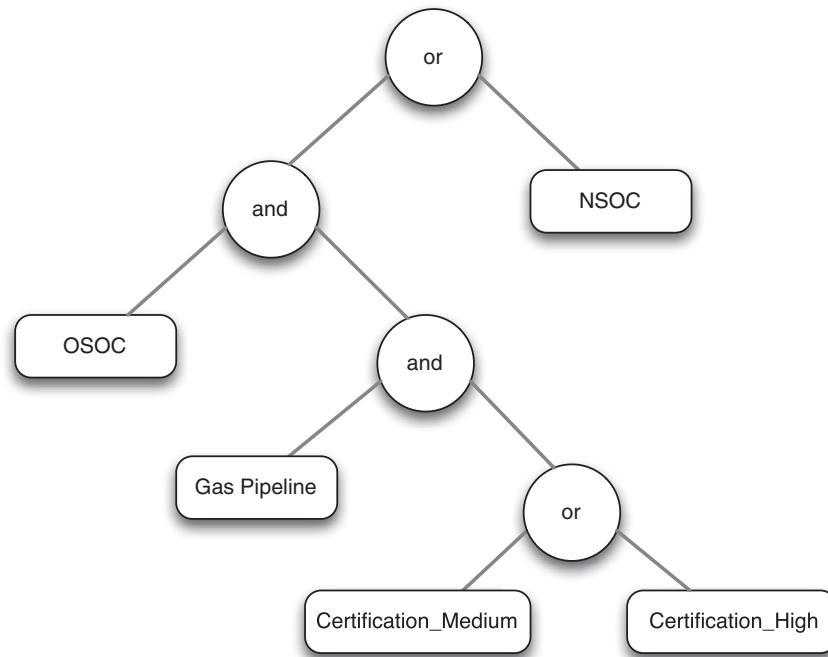 or
and
NSOC
OSOC
and
Gas Pipeline
or
Certification_Medium
Certification_High